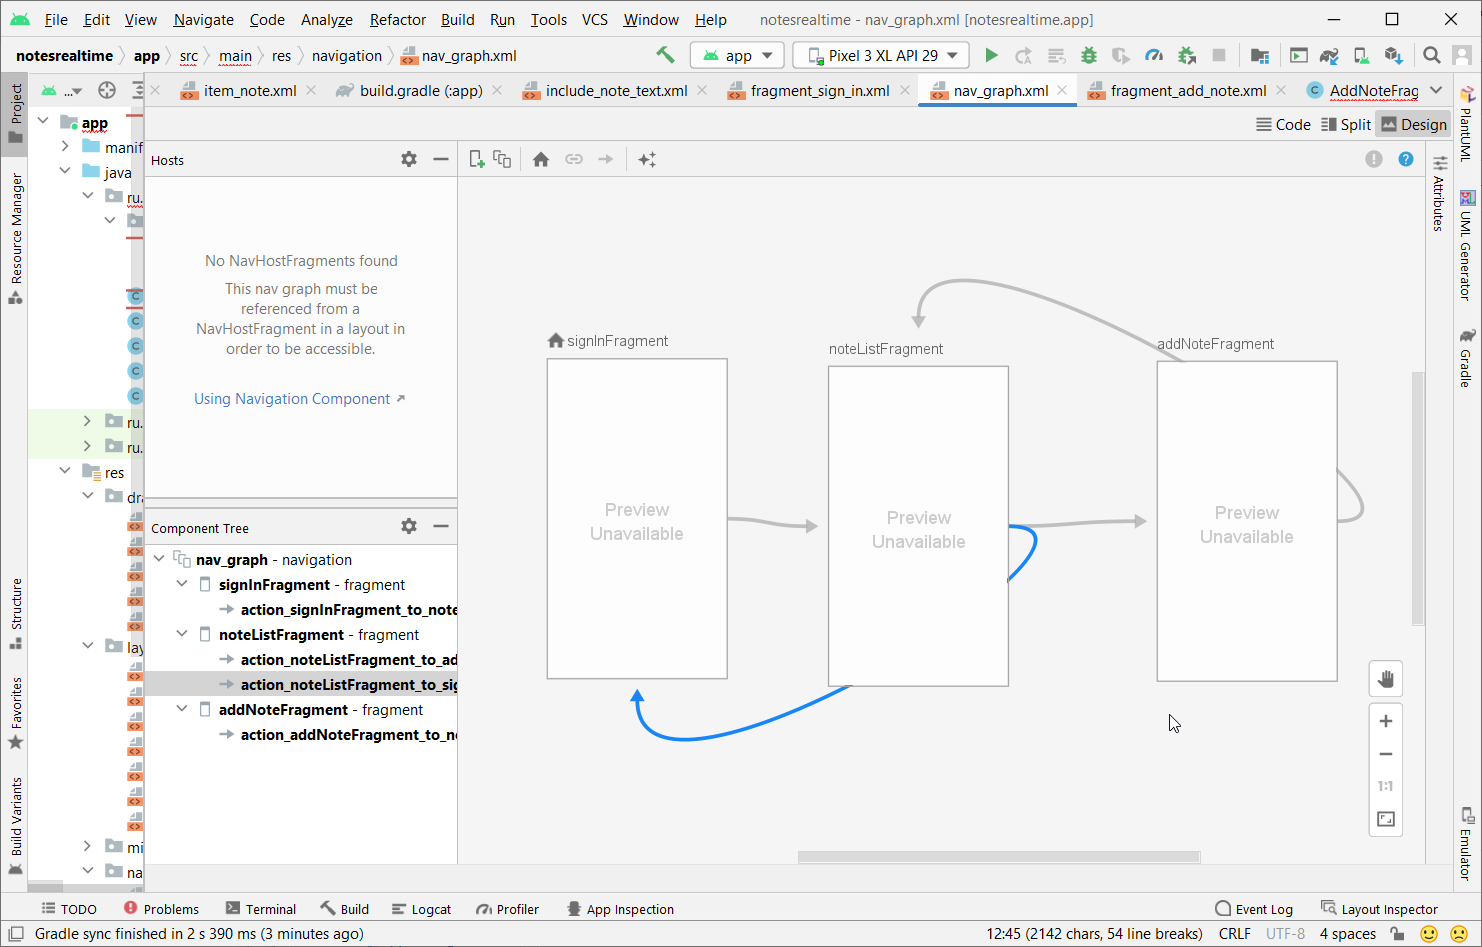 File Edit View Navigate Code Analyze Refactor Build Run Tools VCS Window Help notesrealtime - nav_graph.xml [notesrealtime.app]
notesrealtime app src main res navigation nav_graph.xml app Pixel 3 XL API 29
... item_note.xml build.gradle (:app) include_note_text.xml fragment_sign_in.xml nav_graph.xml fragment_add_note.xml AddNoteFrag
Code Split Design
Project
Resource Manager
Structure
Favorites
Build Variants
app
manif
java
ru.
ru.
ru.
res
dra
lay
mi
na
Hosts
No NavHostFragments found
This nav graph must be
referenced from a
NavHostFragment in a layout in
order to be accessible.
Using Navigation Component
Component Tree
nav_graph - navigation
signInFragment - fragment
action_signInFragment_to_note
noteListFragment - fragment
action_noteListFragment_to_ad
action_noteListFragment_to_sig
addNoteFragment - fragment
action_addNoteFragment_to_no
signInFragment
Preview
Unavailable
noteListFragment
Preview
Unavailable
addNoteFragment
Preview
Unavailable
1:1
Attributes
PlantUML
UML Generator
Gradle
Emulator
TODO Problems Terminal Build Logcat Profiler App Inspection Event Log Layout Inspector
Gradle sync finished in 2 s 390 ms (3 minutes ago) 12:45 (2142 chars, 54 line breaks) CRLF UTF-8 4 spaces